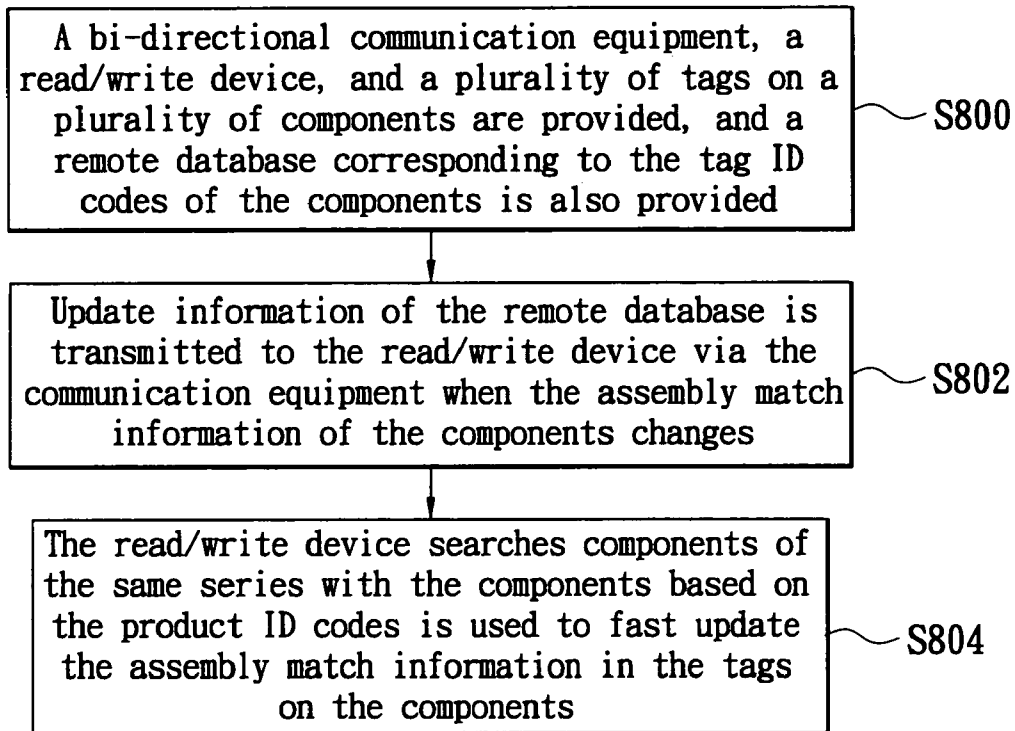 A bi-directional communication equipment, a
read/write device, and a plurality of tags on a
plurality of components are provided, and a
remote database corresponding to the tag ID
codes of the components is also provided
S800
Update information of the remote database is
transmitted to the read/write device via the
communication equipment when the assembly match
information of the components changes
S802
The read/write device searches components of
the same series with the components based on
the product ID codes is used to fast update
the assembly match information in the tags
on the components
S804